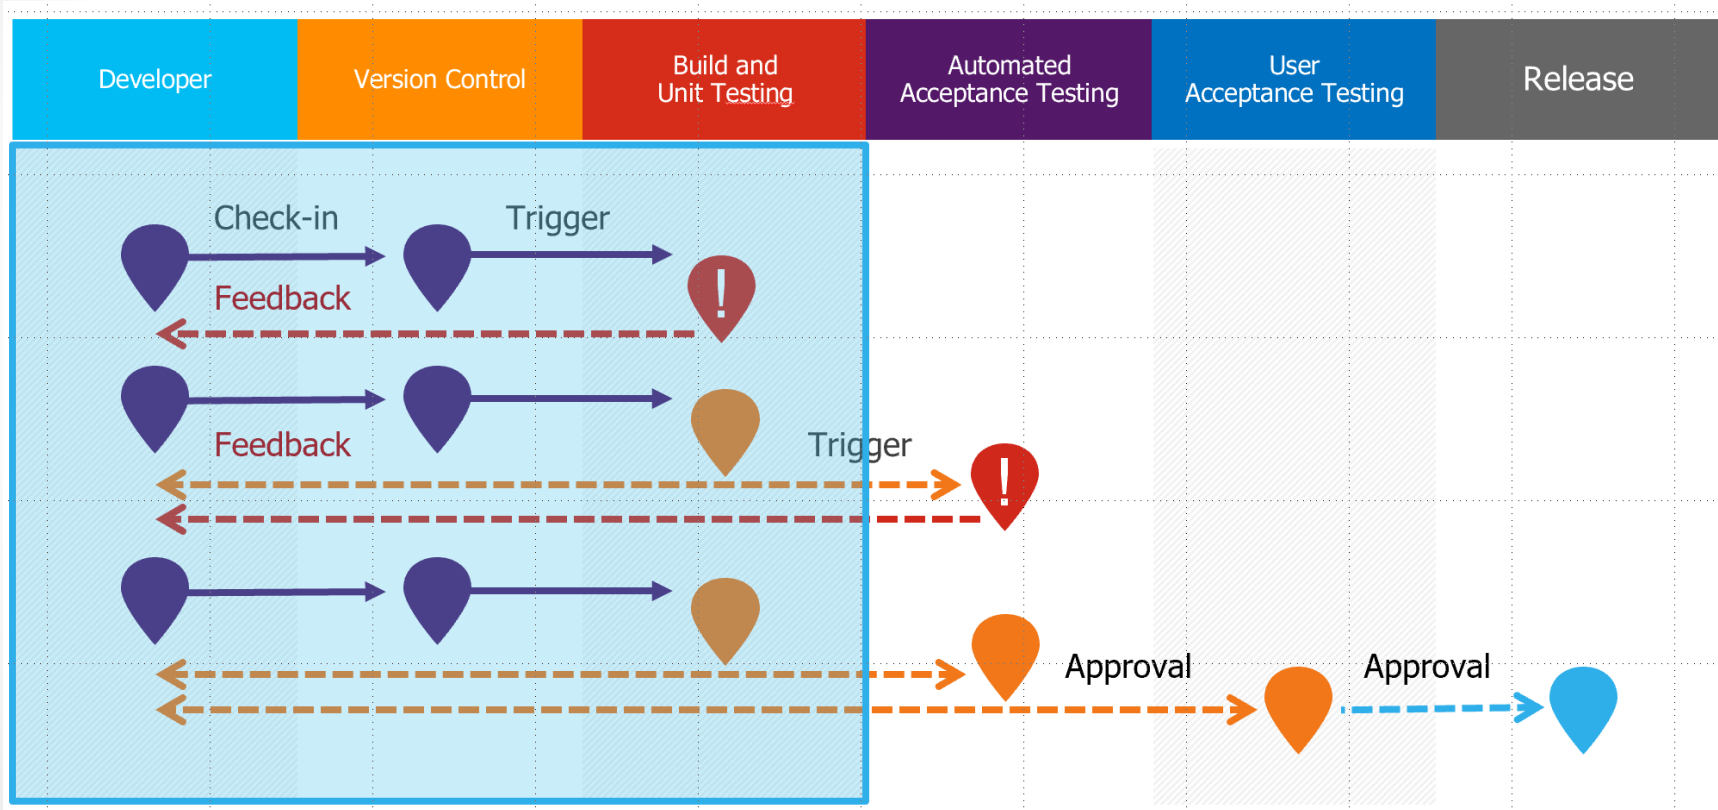 Developer
Version Control
Build and
Unit Testing
Automated
Acceptance Testing
User
Acceptance Testing
Release
Check-in
Trigger
!
Feedback
Feedback
Trigger
!
Approval
Approval